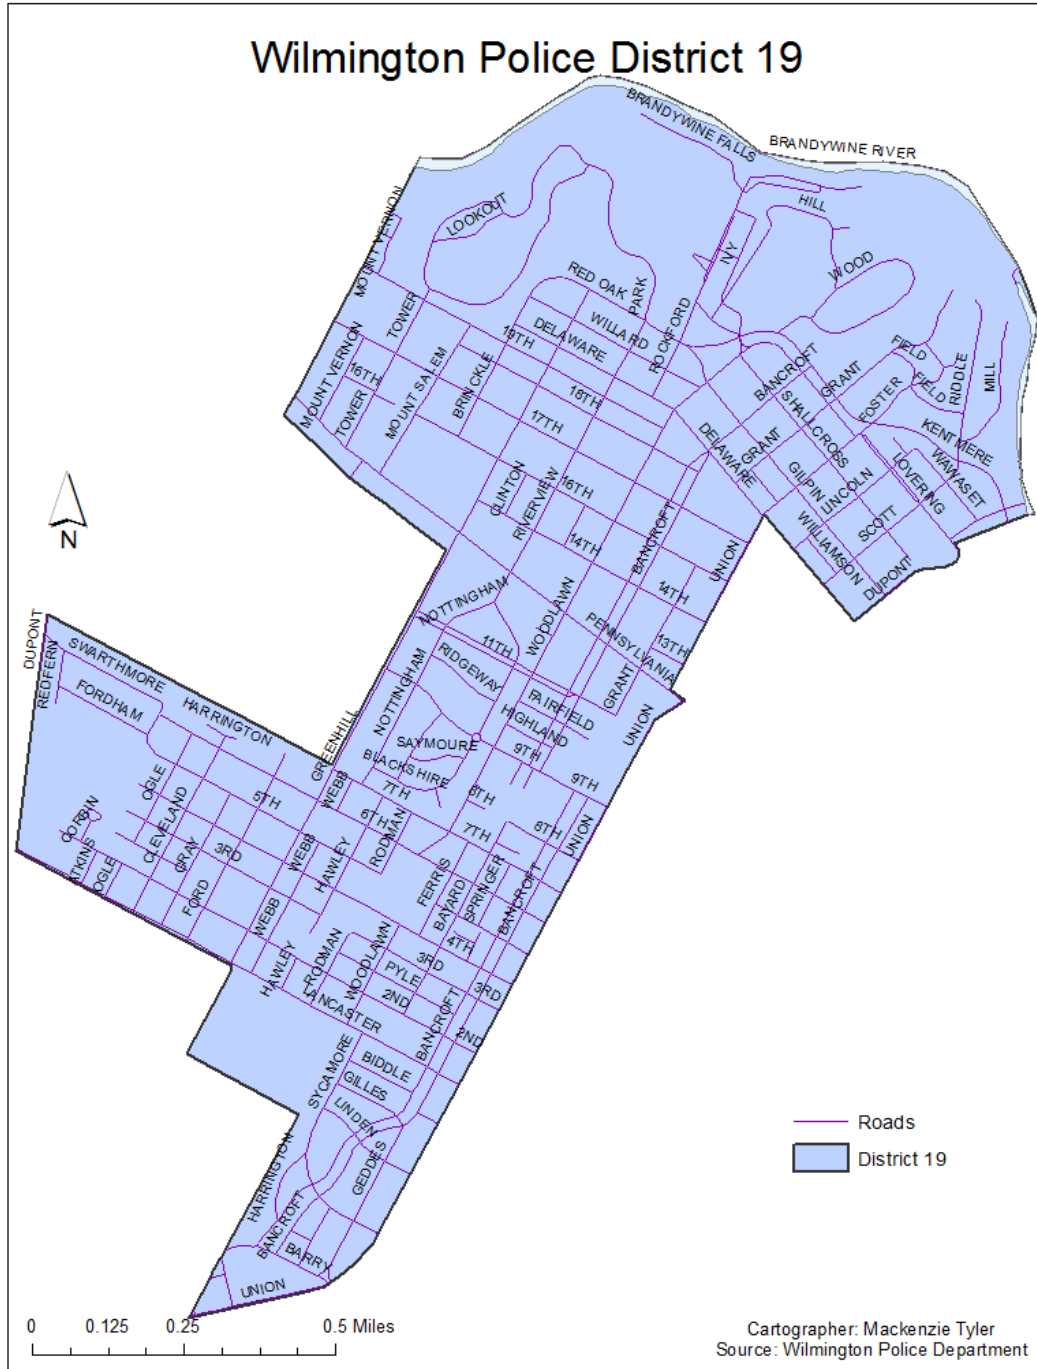 Wilmington Police District 19
BRANDYWINE FALLS
BRANDYWINE RIVER
MOUNT VERNON
LOOKOUT
HILL
IVY
WOOD
RED OAK
PARK
TOWER
WILLARD
ROCKFORD
DELAWARE
19TH
MOUNT VERNON
16TH
MOUNT SALEM
BRINCKLE
18TH
BANCROFT
GRANT
FIELD
RIDDLE
MILL
TOWER
17TH
SHALLCROSS
FOSTER
FIELD
KENTMERE
DELAWARE
GRANT
GILPIN
LINCOLN
LOVERING
WAWASET
CLINTON
RIVERVIEW
16TH
WILLIAMSON
SCOTT
DUPONT
14TH
BANCROFT
UNION
N
NOTTINGHAM
WOODLAWN
14TH
PENNSYLVANIA
13TH
DUPONT
REDFERN
SWARTHMORE
FORDHAM
HARRINGTON
11TH
RIDGEWAY
NOTTINGHAM
FAIRFIELD
HIGHLAND
GRANT
UNION
GREENHILL
SAYMOURE
BLACKSHIRE
9TH
9TH
OGLE
5TH
WEBB
7TH
6TH
6TH
RODMAN
7TH
8TH
UNION
CORBIN
CLEVELAND
GRAY
3RD
ATKINS
OGLE
FORD
WEBB
HAWLEY
FERRIS
BAYARD
SPRINGER
BANCROFT
WEBB
4TH
HAWLEY
RODMAN
WOODLAWN
3RD
PYLE
2ND
3RD
LANCASTER
BANCROFT
2ND
SYCAMORE
BIDDLE
GILLES
LINDEN
GEDDES
HARRINGTON
BANCROFT
BARRY
UNION
Roads
District 19
0 0.125 0.25 0.5 Miles
Cartographer: Mackenzie Tyler
Source: Wilmington Police Department